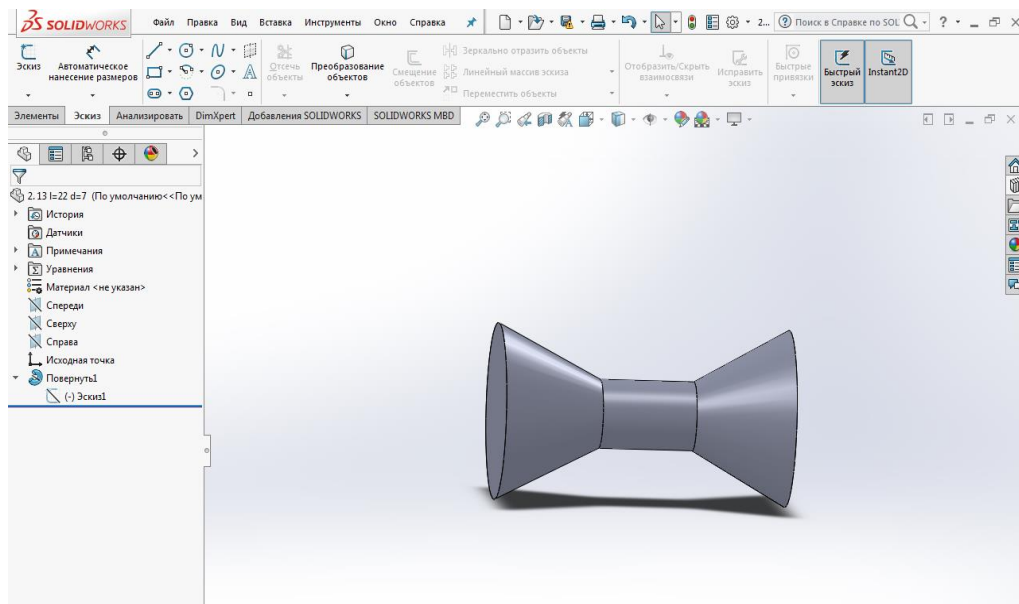 SOLIDWORKS Файл Правка Вид Вставка Инструменты Окно Справка 2... Поиск в Справке по SOL
Эскиз Автоматическое нанесение размеров Отсечь объекты Преобразование объектов Смещение объектов Зеркально отразить объекты Отобразить/Скрыть взаимосвязи Исправить эскиз Быстрые привязки Быстрый эскиз Instant2D
Линейный массив эскиза
Переместить объекты
Элементы Эскиз Анализировать DimXpert Добавления SOLIDWORKS SOLIDWORKS MBD
2. 13 l=22 d=7 (По умолчанию<<По ум
История
Датчики
Примечания
Уравнения
Материал <не указан>
Спереди
Сверху
Справа
Исходная точка
Повернуть1
(-) Эскиз1